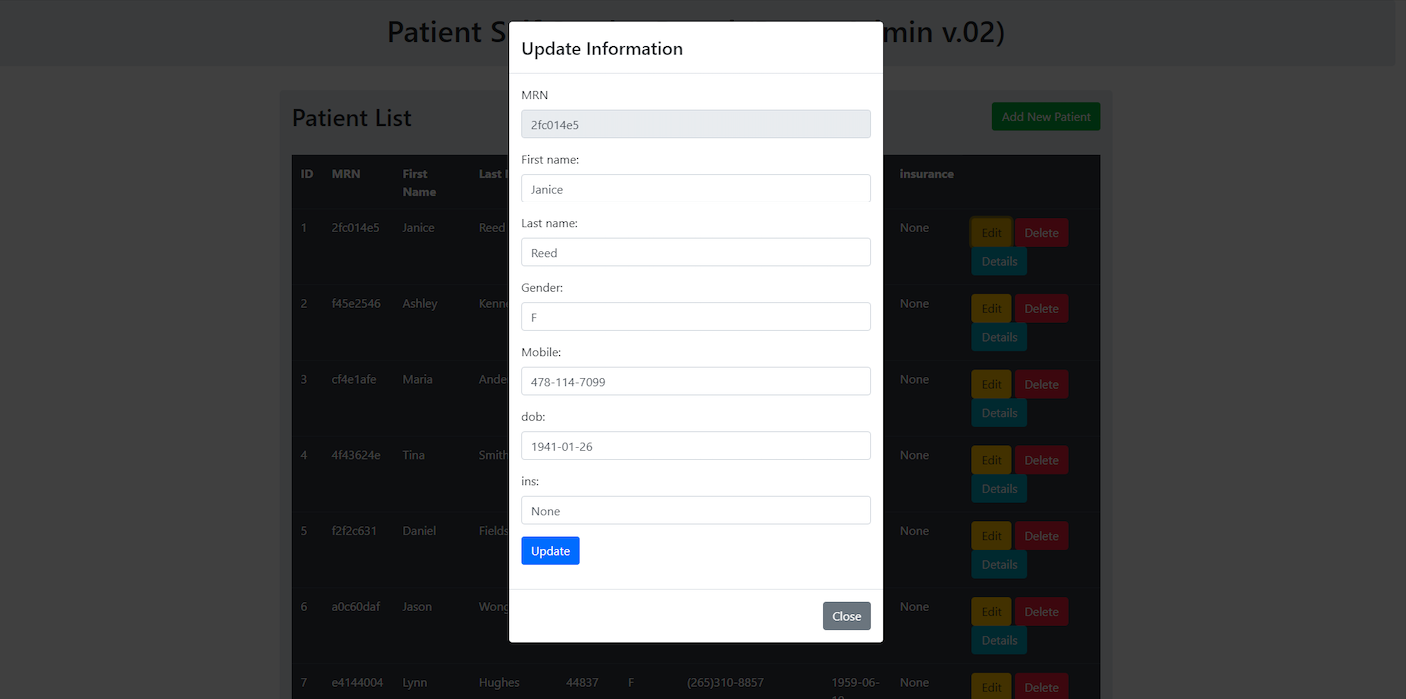 Patient S
min v.02)
Update Information
MRN
2fc014e5
First name:
Janice
Last name:
Reed
Gender:
F
Mobile:
478-114-7099
dob:
1941-01-26
ins:
None
Update
Close
Patient List
Add New Patient
ID MRN First Name Last insurance
1 2fc014e5 Janice Reed None Edit Delete
Details
2 f45e2546 Ashley Kenn None Edit Delete
Details
3 cf4e1afe Maria Ande None Edit Delete
Details
4 4f43624e Tina Smith None Edit Delete
Details
5 f2f2c631 Daniel Fields None Edit Delete
Details
6 a0c60daf Jason Wong None Edit Delete
Details
7 e4144004 Lynn Hughes 44837 F (265)310-8857 1959-06- None Edit Delete